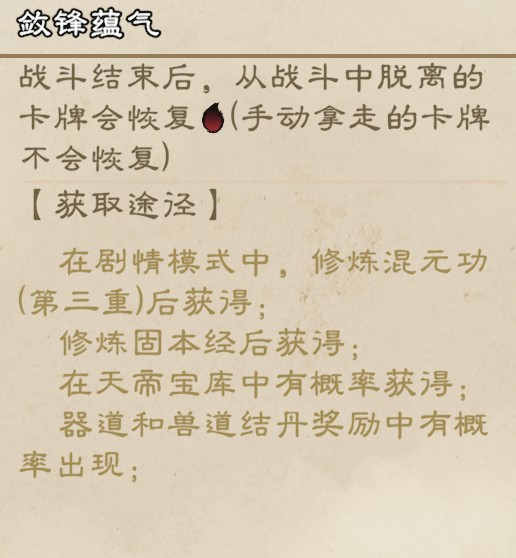 敛锋蕴气
战斗结束后，从战斗中脱离的
卡牌会恢复(手动拿走的卡牌
不会恢复)
【获取途径】
在剧情模式中，修炼混元功
(第三重)后获得；
修炼固本经后获得；
在天帝宝库中有概率获得；
器道和兽道结丹奖励中有概
率出现；